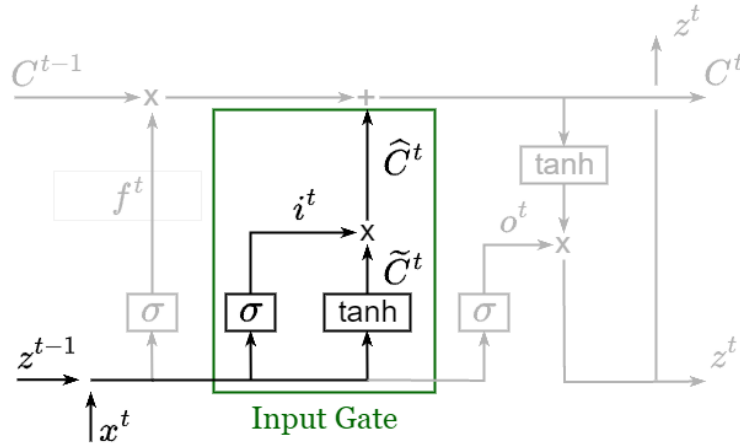 z^t
C^{t-1} x + C^t
Ĉ^t tanh
f^t i^t x o^t x
C̃^t
σ σ tanh σ
z^{t-1} z^t
x^t Input Gate